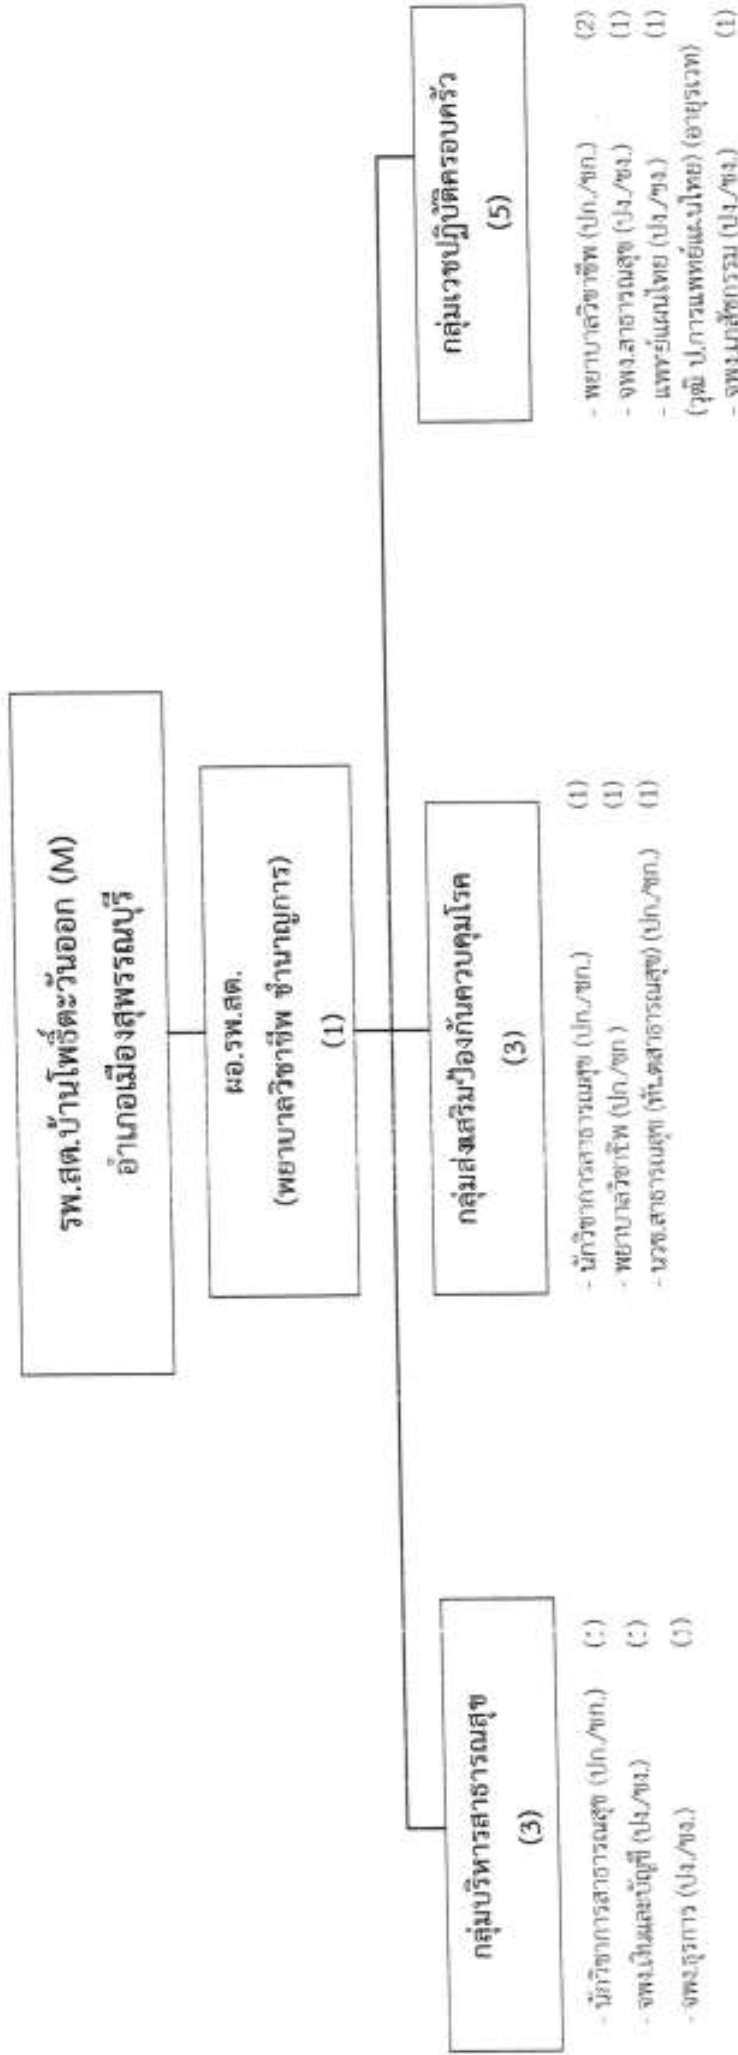 รพ.สต.บ้านโพธิ์ตะวันออก (M)
อำเภอเมืองสุพรรณบุรี
ผอ.รพ.สต.
(พยาบาลวิชาชีพ ชำนาญการ)
(1)
กลุ่มบริหารสาธารณสุข
(3)
- นักวิชาการสาธารณสุข (ปก./ชก.)
- จพง.เงินและบัญชี (ปง./ชง.)
- จพง.ธุรการ (ปง./ชง.)
กลุ่มส่งเสริมป้องกันควบคุมโรค
(3)
- นักวิชาการสาธารณสุข (ปก./ชก.) (1)
- พยาบาลวิชาชีพ (ปก./ชก) (1)
- นวช.สาธารณสุข (ทันตสาธารณสุข) (ปก./ชก.) (1)
กลุ่มเวชปฏิบัติครอบครัว
(5)
- พยาบาลวิชาชีพ (ปก./ชก.) (2)
- จพง.สาธารณสุข (ปง./ชง.) (1)
- แพทย์แผนไทย (ปง./ชง.) (1)
(วุฒิ ป.การแพทย์แผนไทย) (อายุรเวท)
- จพง.เภสัชกรรม (ปง./ชง.) (1)